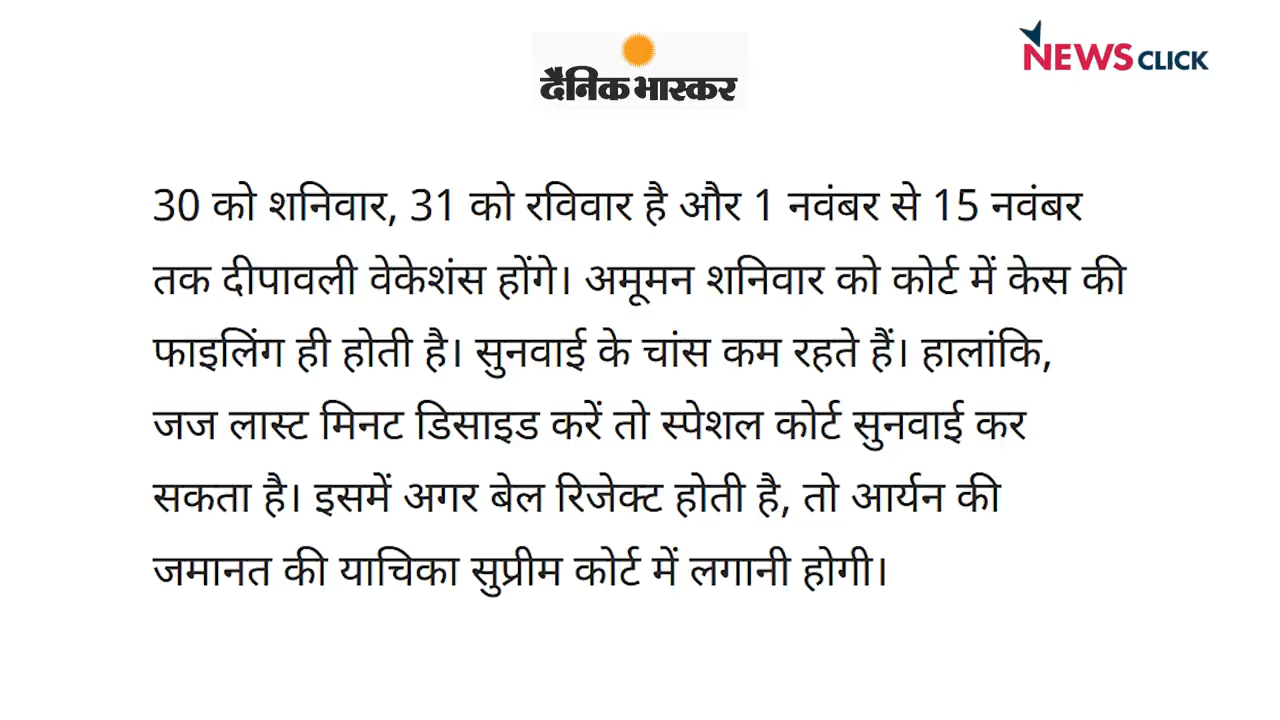 दैनिक भास्कर
NEWSCLICK
30 को शनिवार, 31 को रविवार है और 1 नवंबर से 15 नवंबर
तक दीपावली वेकेशंस होंगे। अमूमन शनिवार को कोर्ट में केस की
फाइलिंग ही होती है। सुनवाई के चांस कम रहते हैं। हालांकि,
जज लास्ट मिनट डिसाइड करें तो स्पेशल कोर्ट सुनवाई कर
सकता है। इसमें अगर बेल रिजेक्ट होती है, तो आर्यन की
जमानत की याचिका सुप्रीम कोर्ट में लगानी होगी।